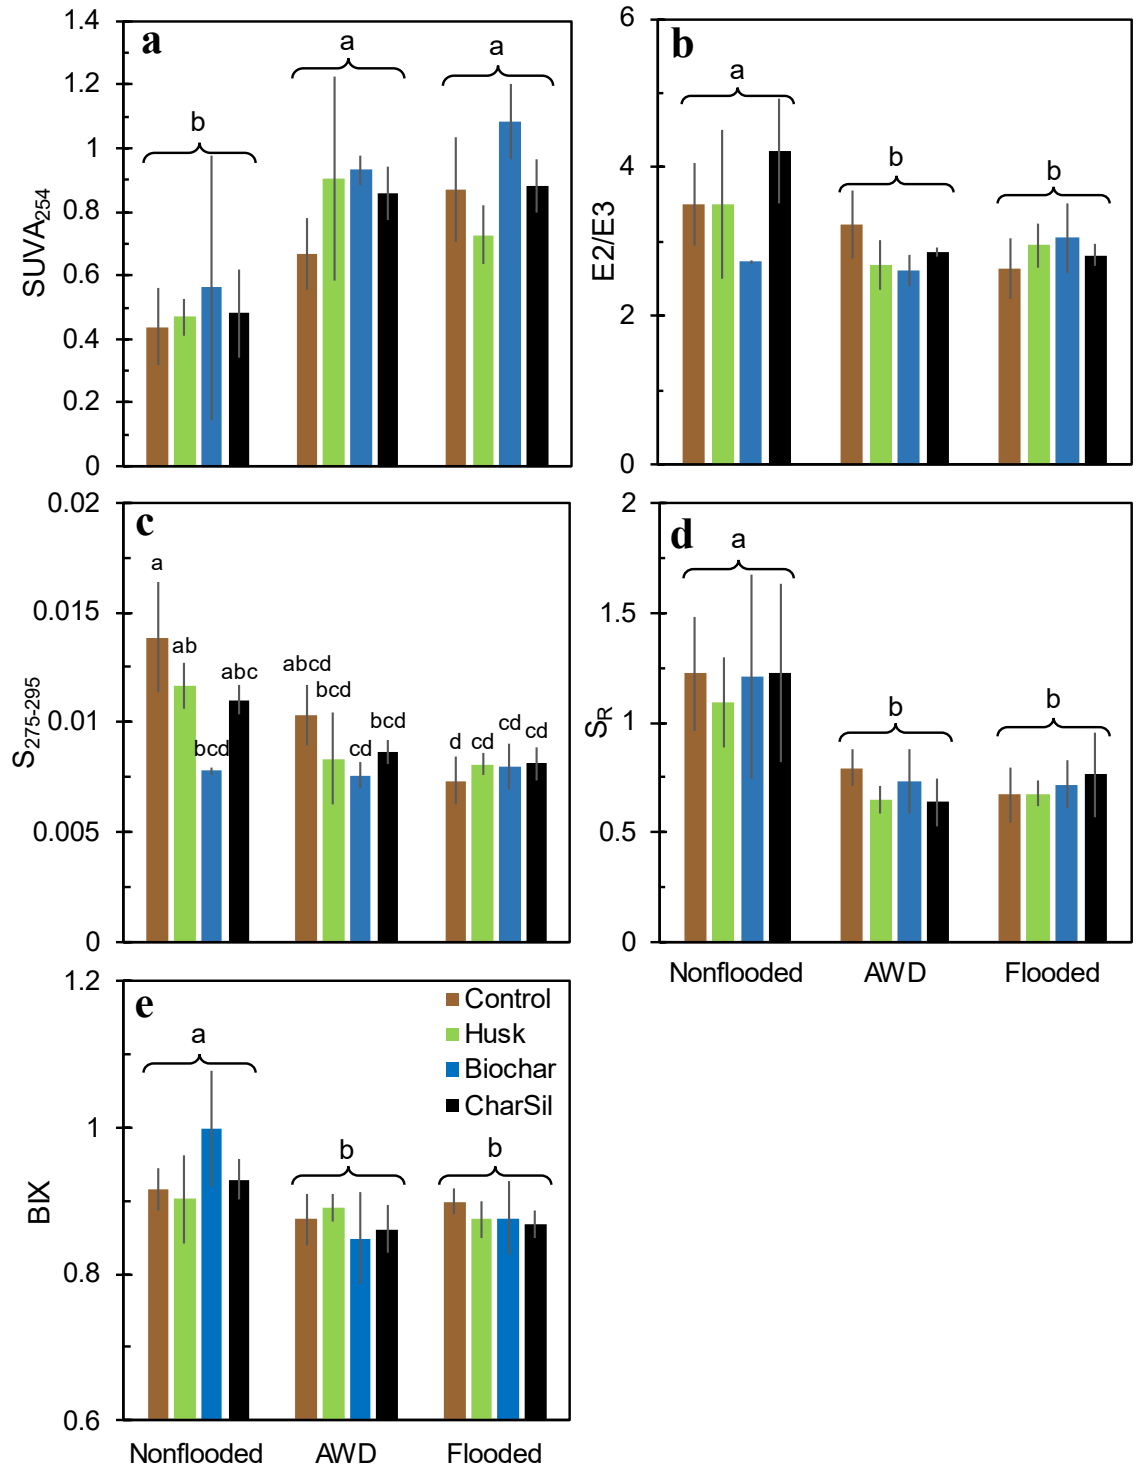 a
1.4
1.2
1
0.8
0.6
0.4
0.2
0
SUVA254
b
a
a
b
6
4
2
0
E2/E3
a
b
b
c
0.02
0.015
0.01
0.005
0
S275-295
a
ab
bcd
abc
abcd
bcd
cd
bcd
d
cd
cd
cd
d
2
1.5
1
0.5
0
SR
a
b
b
Nonflooded AWD Flooded
e
1.2
1
0.8
0.6
BIX
a
b
b
Control
Husk
Biochar
CharSil
Nonflooded AWD Flooded